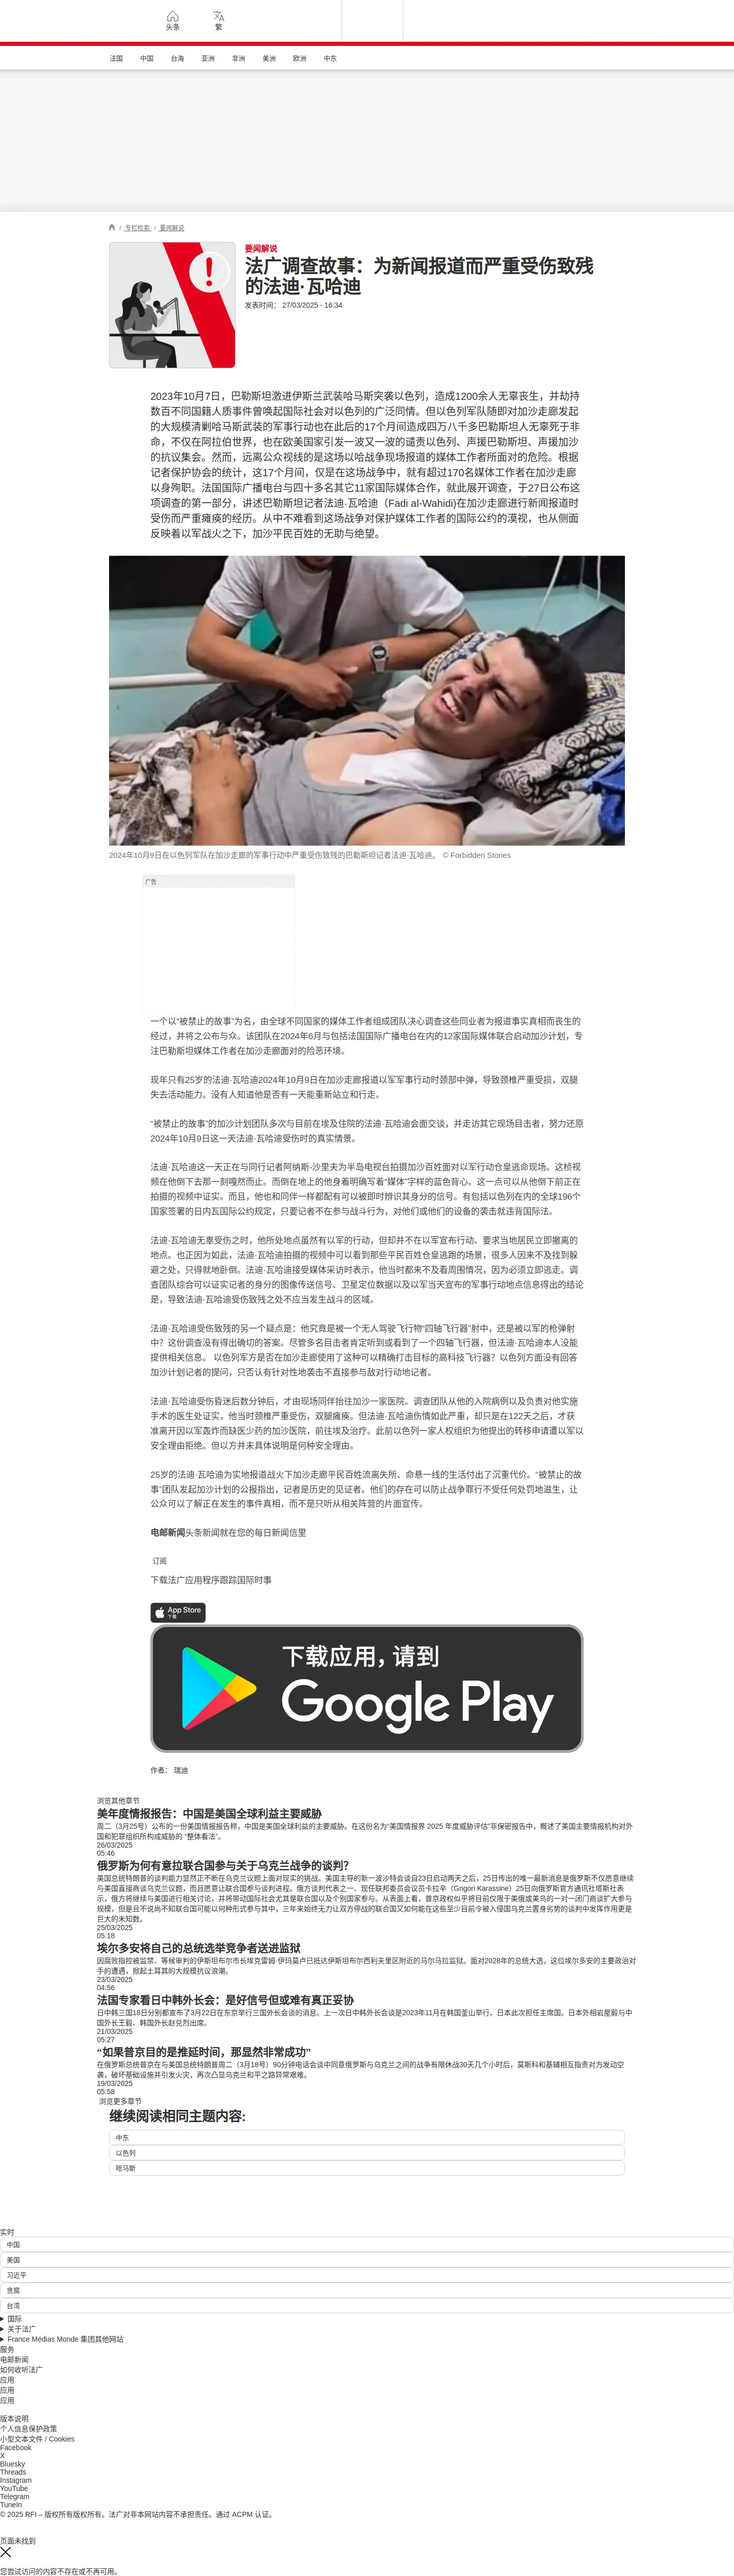 头条
繁
法国 中国 台海 亚洲 非洲 美洲 欧洲 中东
/ 专栏检索 / 要闻解说
要闻解说
法广调查故事：为新闻报道而严重受伤致残
的法迪·瓦哈迪
发表时间： 27/03/2025 - 16:34
2023年10月7日，巴勒斯坦激进伊斯兰武装哈马斯突袭以色列，造成1200余人无辜丧生，并劫持
数百不同国籍人质事件曾唤起国际社会对以色列的广泛同情。但以色列军队随即对加沙走廊发起
的大规模清剿哈马斯武装的军事行动也在此后的17个月间造成四万八千多巴勒斯坦人无辜死于非
命，不仅在阿拉伯世界，也在欧美国家引发一波又一波的谴责以色列、声援巴勒斯坦、声援加沙
的抗议集会。然而，远离公众视线的是这场以哈战争现场报道的媒体工作者所面对的危险。根据
记者保护协会的统计，这17个月间，仅是在这场战争中，就有超过170名媒体工作者在加沙走廊
以身殉职。法国国际广播电台与四十多名其它11家国际媒体合作，就此展开调查，于27日公布这
项调查的第一部分，讲述巴勒斯坦记者法迪·瓦哈迪（Fadi al-Wahidi)在加沙走廊进行新闻报道时
受伤而严重瘫痪的经历。从中不难看到这场战争对保护媒体工作者的国际公约的漠视，也从侧面
反映着以军战火之下，加沙平民百姓的无助与绝望。
2024年10月9日在以色列军队在加沙走廊的军事行动中严重受伤致残的巴勒斯坦记者法迪·瓦哈迪。 © Forbidden Stories
广告
一个以“被禁止的故事”为名，由全球不同国家的媒体工作者组成团队决心调查这些同业者为报道事实真相而丧生的
经过，并将之公布与众。该团队在2024年6月与包括法国国际广播电台在内的12家国际媒体联合启动加沙计划，专
注巴勒斯坦媒体工作者在加沙走廊面对的险恶环境。
现年只有25岁的法迪·瓦哈迪2024年10月9日在加沙走廊报道以军军事行动时颈部中弹，导致颈椎严重受损，双腿
失去活动能力。没有人知道他是否有一天能重新站立和行走。
“被禁止的故事”的加沙计划团队多次与目前在埃及住院的法迪·瓦哈迪会面交谈，并走访其它现场目击者，努力还原
2024年10月9日这一天法迪·瓦哈迪受伤时的真实情景。
法迪·瓦哈迪这一天正在与同行记者阿纳斯-沙里夫为半岛电视台拍摄加沙百姓面对以军行动仓皇逃命现场。这桢视
频在他倒下去那一刻嘎然而止。而倒在地上的他身着明确写着“媒体”字样的蓝色背心。这一点可以从他倒下前正在
拍摄的视频中证实。而且，他也和同伴一样都配有可以被即时辨识其身分的信号。有包括以色列在内的全球196个
国家签署的日内瓦国际公约规定，只要记者不在参与战斗行为，对他们或他们的设备的袭击就违背国际法。
法迪·瓦哈迪无辜受伤之时，他所处地点虽然有以军的行动，但却并不在以军宣布行动、要求当地居民立即撤离的
地点。也正因为如此，法迪·瓦哈迪拍摄的视频中可以看到那些平民百姓仓皇逃跑的场景，很多人因来不及找到躲
避之处，只得就地卧倒。法迪·瓦哈迪接受媒体采访时表示，他当时都来不及看周围情况，因为必须立即逃走。调
查团队综合可以证实记者的身分的图像传送信号、卫星定位数据以及以军当天宣布的军事行动地点信息得出的结论
是，导致法迪·瓦哈迪受伤致残之处不应当发生战斗的区域。
法迪·瓦哈迪受伤致残的另一个疑点是：他究竟是被一个无人驾驶飞行物“四轴飞行器”射中，还是被以军的枪弹射
中？这份调查没有得出确切的答案。尽管多名目击者肯定听到或看到了一个四轴飞行器，但法迪·瓦哈迪本人没能
提供相关信息。 以色列军方是否在加沙走廊使用了这种可以精确打击目标的高科技飞行器？以色列方面没有回答
加沙计划记者的提问，只否认有针对性地袭击不直接参与敌对行动地记者。
法迪·瓦哈迪受伤昏迷后数分钟后，才由现场同伴抬往加沙一家医院。调查团队从他的入院病例以及负责对他实施
手术的医生处证实，他当时颈椎严重受伤，双腿瘫痪。但法迪·瓦哈迪伤情如此严重，却只是在122天之后，才获
准离开因以军轰炸而缺医少药的加沙医院，前往埃及治疗。此前以色列一家人权组织为他提出的转移申请遭以军以
安全理由拒绝。但以方并未具体说明是何种安全理由。
25岁的法迪·瓦哈迪为实地报道战火下加沙走廊平民百姓流离失所、命悬一线的生活付出了沉重代价。“被禁止的故
事”团队发起加沙计划的公报指出，记者是历史的见证者。他们的存在可以防止战争罪行不受任何处罚地滋生，让
公众可以了解正在发生的事件真相，而不是只听从相关阵营的片面宣传。
电邮新闻头条新闻就在您的每日新闻信里
订阅
下载法广应用程序跟踪国际时事
App Store
下载
下载应用，请到
Google Play
作者： 瑞迪
浏览其他章节
美年度情报报告：中国是美国全球利益主要威胁
周二（3月25号）公布的一份美国情报报告称，中国是美国全球利益的主要威胁。在这份名为“美国情报界 2025 年度威胁评估”非保密报告中，概述了美国主要情报机构对外
国和犯罪组织所构成威胁的 “整体看法”。
26/03/2025
05:46
俄罗斯为何有意拉联合国参与关于乌克兰战争的谈判?
美国总统特朗普的谈判能力显然正不断在乌克兰议题上面对现实的挑战。美国主导的新一波沙特会谈自23日启动两天之后，25日传出的唯一最新消息是俄罗斯不仅愿意继续
与美国直接商谈乌克兰议题，而且愿意让联合国参与谈判进程。俄方谈判代表之一、现任联邦委员会议员卡拉辛（Grigori Karassine）25日向俄罗斯官方通讯社塔斯社表
示，俄方将继续与美国进行相关讨论，并将带动国际社会尤其是联合国以及个别国家参与。从表面上看，普京政权似乎将目前仅限于美俄或美乌的一对一闭门商谈扩大参与
规模，但是且不说尚不知联合国可能以何种形式参与其中，三年来始终无力让双方停战的联合国又如何能在这些至少目前令被入侵国乌克兰置身劣势的谈判中发挥作用更是
巨大的未知数。
25/03/2025
05:18
埃尔多安将自己的总统选举竞争者送进监狱
因腐败指控被监禁、等候审判的伊斯坦布尔市长埃克雷姆·伊玛莫卢已抵达伊斯坦布尔西利夫里区附近的马尔马拉监狱。面对2028年的总统大选，这位埃尔多安的主要政治对
手的遭遇，掀起土耳其的大规模抗议浪潮。
23/03/2025
04:56
法国专家看日中韩外长会：是好信号但或难有真正妥协
日中韩三国18日分别都宣布了3月22日在东京举行三国外长会谈的消息。上一次日中韩外长会谈是2023年11月在韩国釜山举行。日本此次担任主席国。日本外相岩屋毅与中
国外长王毅、韩国外长赵兑烈出席。
21/03/2025
05:27
“如果普京目的是推延时间，那显然非常成功”
在俄罗斯总统普京在与美国总统特朗普周二（3月18号）90分钟电话会谈中同意俄罗斯与乌克兰之间的战争有限休战30天几个小时后，莫斯科和基辅相互指责对方发动空
袭，破坏基础设施并引发火灾，再次凸显乌克兰和平之路异常艰难。
19/03/2025
05:58
浏览更多章节
继续阅读相同主题内容:
中东
以色列
哈马斯
实时
中国
美国
习近平
贪腐
台湾
国际
关于法广
France Médias Monde 集团其他网站
服务
电邮新闻
如何收听法广
应用
应用
应用
版本说明
个人信息保护政策
小型文本文件 / Cookies
Facebook
X
Bluesky
Threads
Instagram
YouTube
Telegram
TuneIn
© 2025 RFI – 版权所有版权所有。法广对非本网站内容不承担责任。通过 ACPM 认证。
页面未找到
您尝试访问的内容不存在或不再可用。